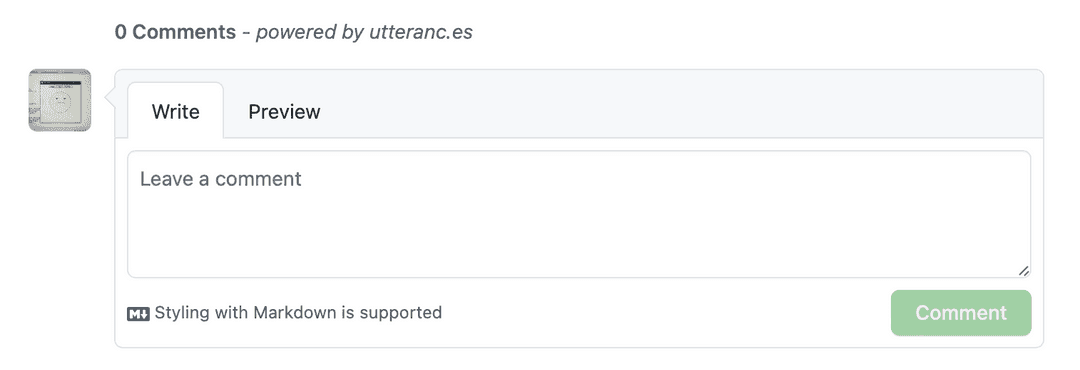 0 Comments - powered by utteranc.es
Write
Preview
Leave a comment
M↓ Styling with Markdown is supported
Comment